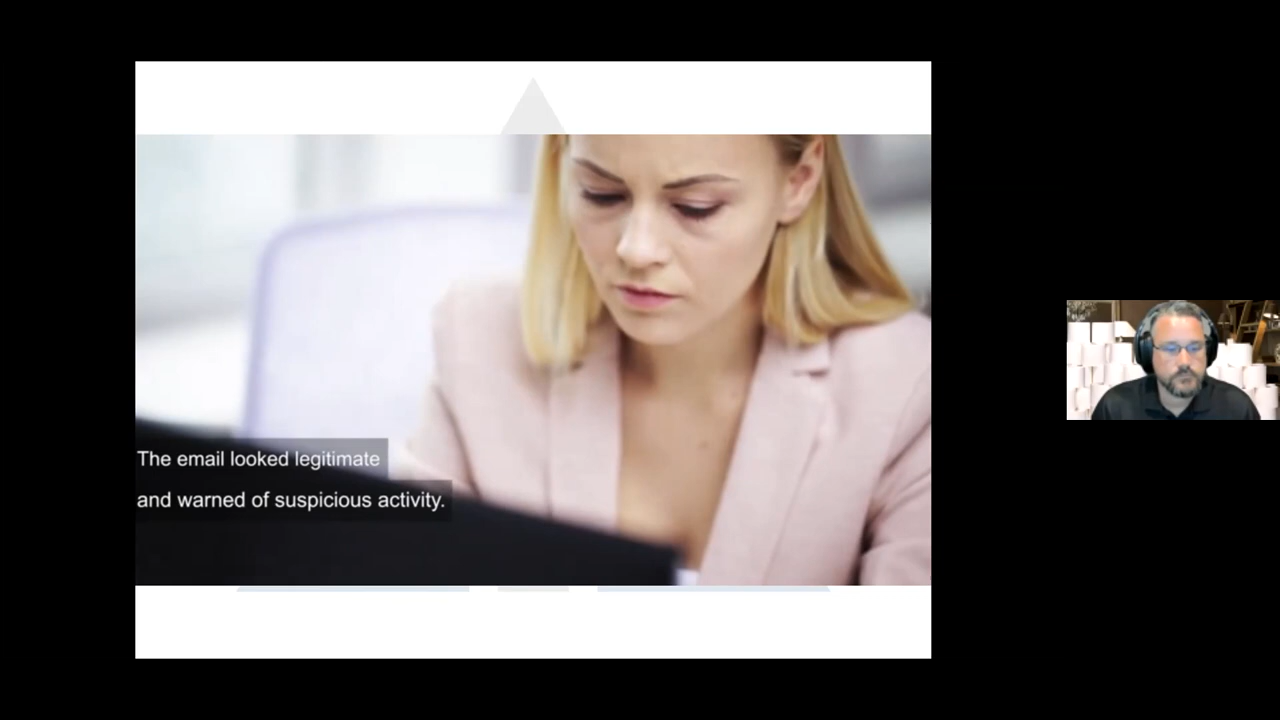 The email looked legitimate
and warned of suspicious activity.